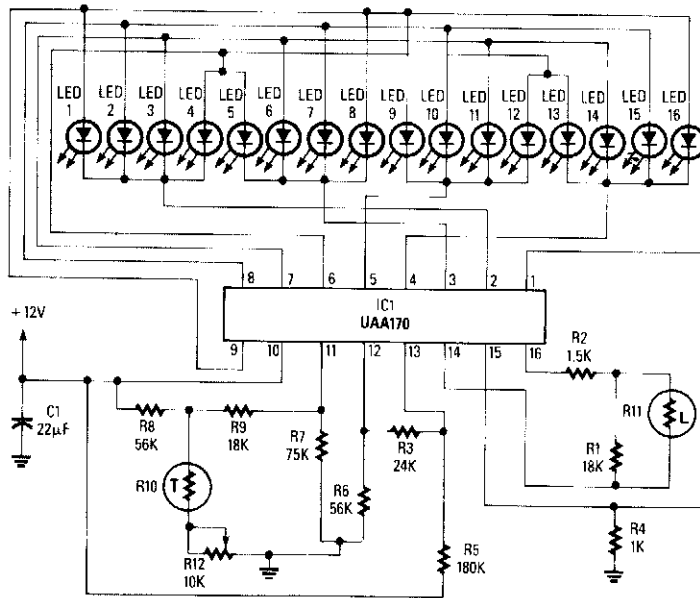 LED 1
LED 2
LED 3
LED 4
LED 5
LED 6
LED 7
LED 8
LED 9
LED 10
LED 11
LED 12
LED 13
LED 14
LED 15
LED 16
8 7 6 5 4 3 2 1
IC1
UAA170
9 10 11 12 13 14 15 16
+12V
C1
22µF
R8
56K
R9
18K
R7
75K
R3
24K
R2
1.5K
R11
L
R1
18K
R10
T
R6
56K
R12
10K
R5
180K
R4
1K